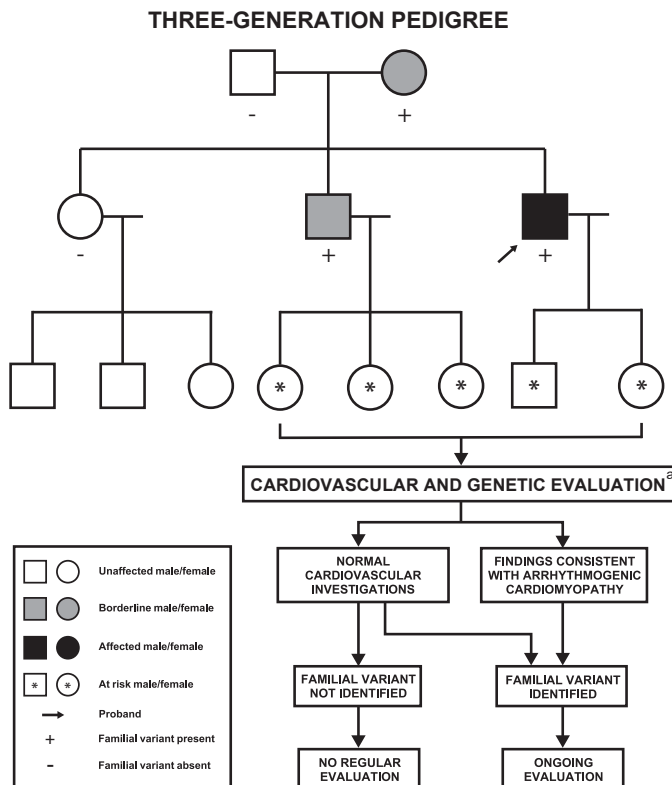 THREE-GENERATION PEDIGREE
-
+
-
+
+
*
*
*
*
*
CARDIOVASCULAR AND GENETIC EVALUATION a
NORMAL
CARDIOVASCULAR
INVESTIGATIONS
FINDINGS CONSISTENT
WITH ARRHYTHMOGENIC
CARDIOMYOPATHY
FAMILIAL VARIANT
NOT IDENTIFIED
FAMILIAL VARIANT
IDENTIFIED
NO REGULAR
EVALUATION
ONGOING
EVALUATION
Unaffected male/female
Borderline male/female
Affected male/female
* * At risk male/female
Proband
+ Familial variant present
- Familial variant absent